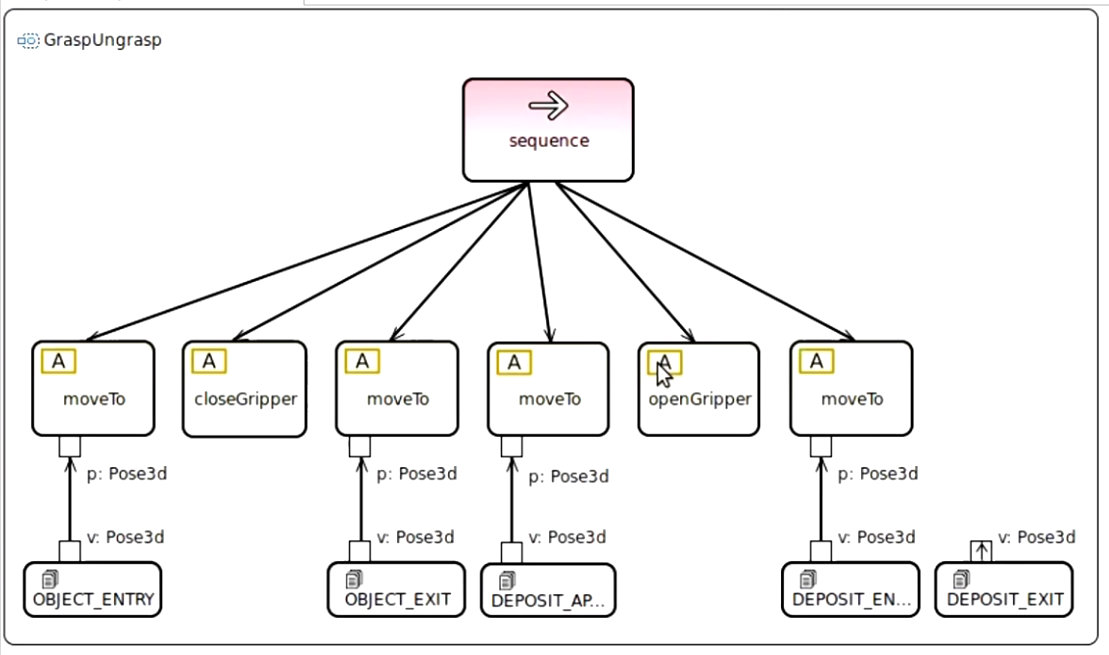 GraspUngrasp
sequence
A
A
A
A
A
A
moveTo
closeGripper
moveTo
moveTo
openGripper
moveTo
p: Pose3d
p: Pose3d
p: Pose3d
p: Pose3d
v: Pose3d
v: Pose3d
v: Pose3d
v: Pose3d
v: Pose3d
OBJECT_ENTRY
OBJECT_EXIT
DEPOSIT_AP...
DEPOSIT_EN...
DEPOSIT_EXIT